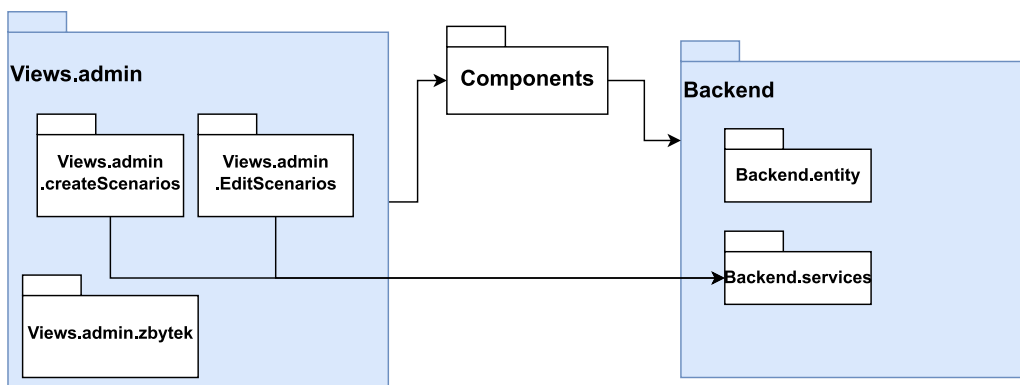 Views.admin
Views.admin
.createScenarios
Views.admin
.EditScenarios
Views.admin.zbytek
Components
Backend
Backend.entity
Backend.services